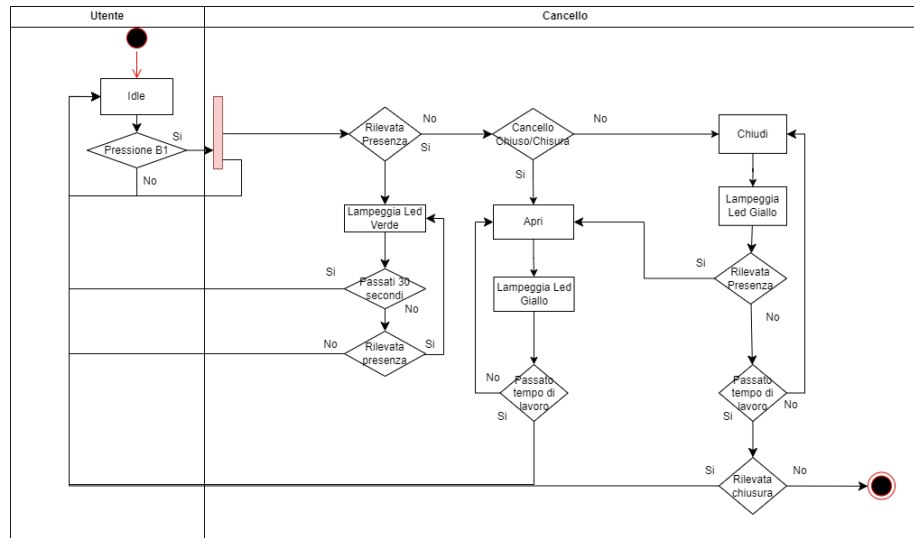 Utente
Cancello
Idle
Pressione B1
Si
No
Rilevata
Presenza
No
Si
Lampeggia Led
Verde
Passati 30
secondi
Si
No
Rilevata
presenza
No
Si
Cancello
Chiuso/Chisura
No
Si
Apri
Lampeggia Led
Giallo
Passato
tempo di
lavoro
No
Si
Chiudi
Lampeggia
Led Giallo
Rilevata
Presenza
Si
No
Passato
tempo di
lavoro
No
Si
Rilevata
chiusura
Si
No